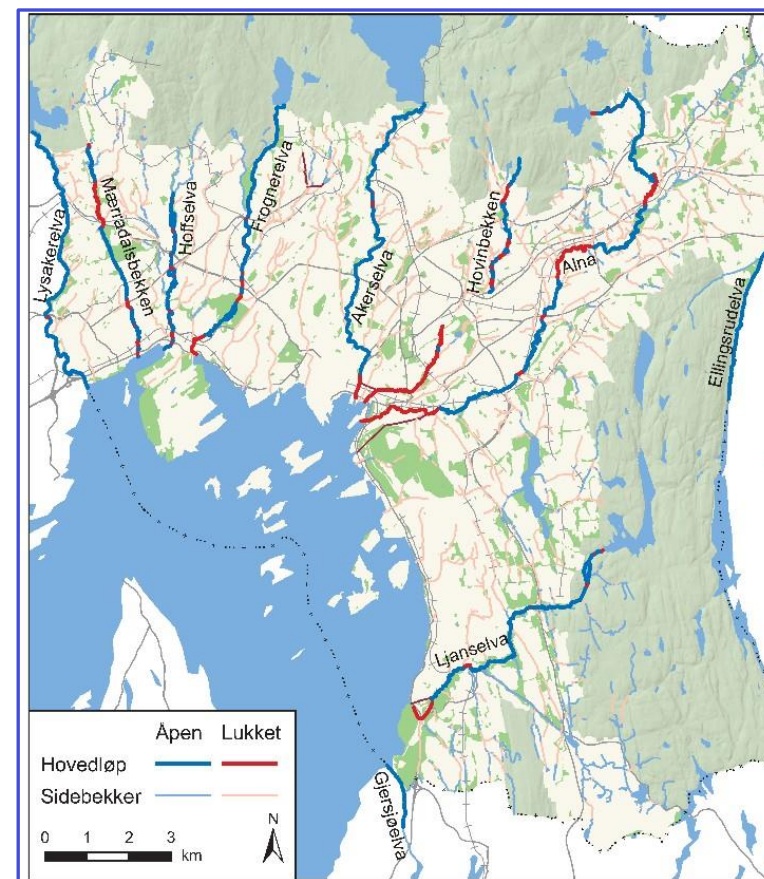 Lysakerelva
Mærradalsbekken
Hoffselva
Frognerelva
Akerselva
Hovinbekken
Alna
Ellingsrudelva
Ljanselva
Gjersjøelva
Åpen Lukket
Hovedløp
Sidebekker
0 1 2 3
km
N